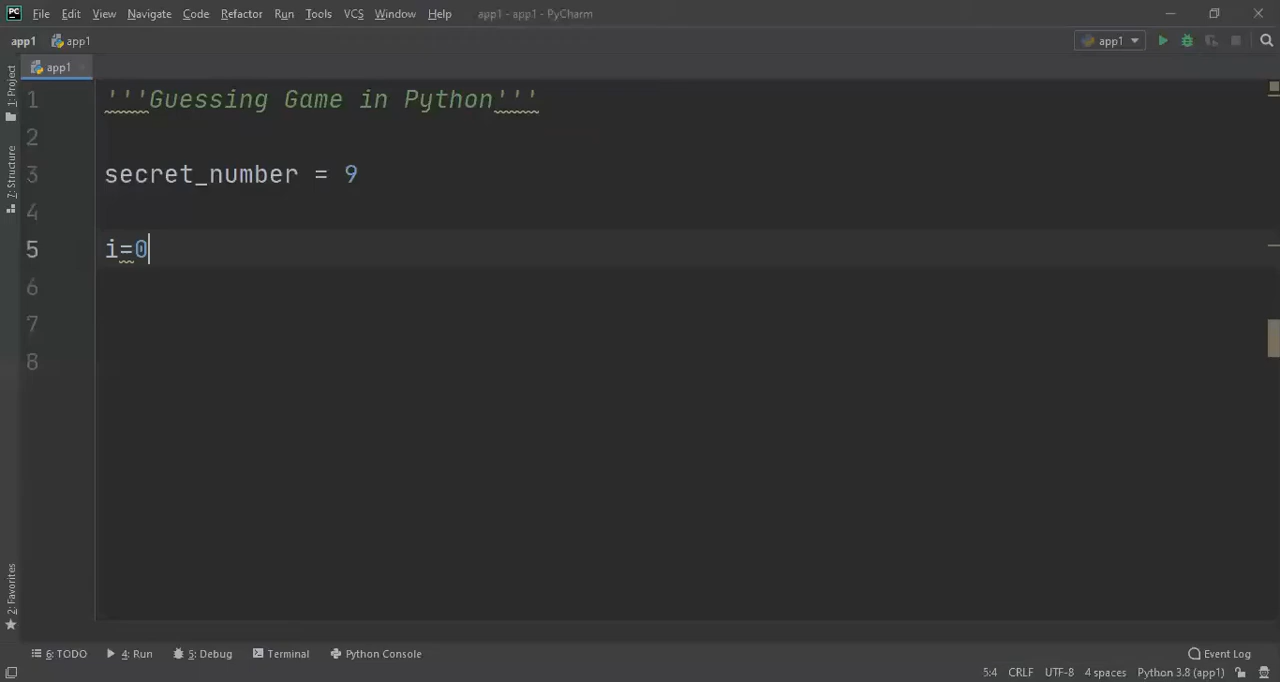 PC File Edit View Navigate Code Refactor Run Tools VCS Window Help app1 - app1 - PyCharm
app1 app1 app1
app1
1: Project
7: Structure
2: Favorites
1 '''Guessing Game in Python'''
2
3 secret_number = 9
4
5 i=0
6
7
8
6: TODO 4: Run 5: Debug Terminal Python Console Event Log
5:4 CRLF UTF-8 4 spaces Python 3.8 (app1)